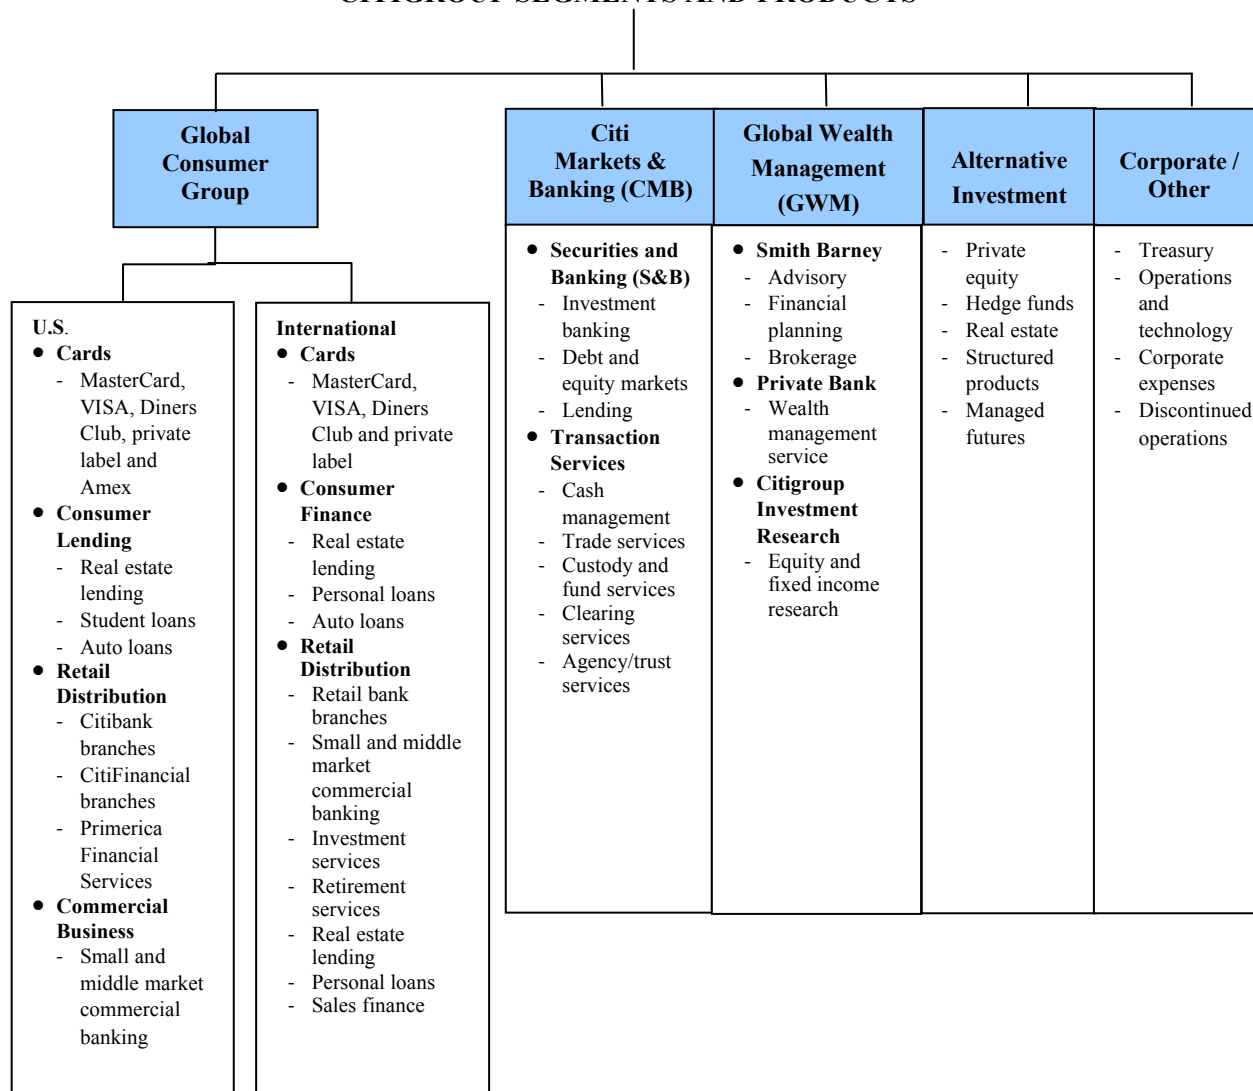 CITIGROUP SEGMENTS AND PRODUCTS
Global
Consumer
Group
Citi
Markets &
Banking (CMB)
Global Wealth
Management
(GWM)
Alternative
Investment
Corporate /
Other
U.S.
● Cards
- MasterCard,
VISA, Diners
Club, private
label and
Amex
● Consumer
Lending
- Real estate
lending
- Student loans
- Auto loans
● Retail
Distribution
- Citibank
branches
- CitiFinancial
branches
- Primerica
Financial
Services
● Commercial
Business
- Small and
middle market
commercial
banking
International
● Cards
- MasterCard,
VISA, Diners
Club and private
label
● Consumer
Finance
- Real estate
lending
- Personal loans
- Auto loans
● Retail
Distribution
- Retail bank
branches
- Small and middle
market
commercial
banking
- Investment
services
- Retirement
services
- Real estate
lending
- Personal loans
- Sales finance
● Securities and
Banking (S&B)
- Investment
banking
- Debt and
equity markets
- Lending
● Transaction
Services
- Cash
management
- Trade services
- Custody and
fund services
- Clearing
services
- Agency/trust
services
● Smith Barney
- Advisory
- Financial
planning
- Brokerage
● Private Bank
- Wealth
management
service
● Citigroup
Investment
Research
- Equity and
fixed income
research
- Private
equity
- Hedge funds
- Real estate
- Structured
products
- Managed
futures
- Treasury
- Operations
and
technology
- Corporate
expenses
- Discontinued
operations